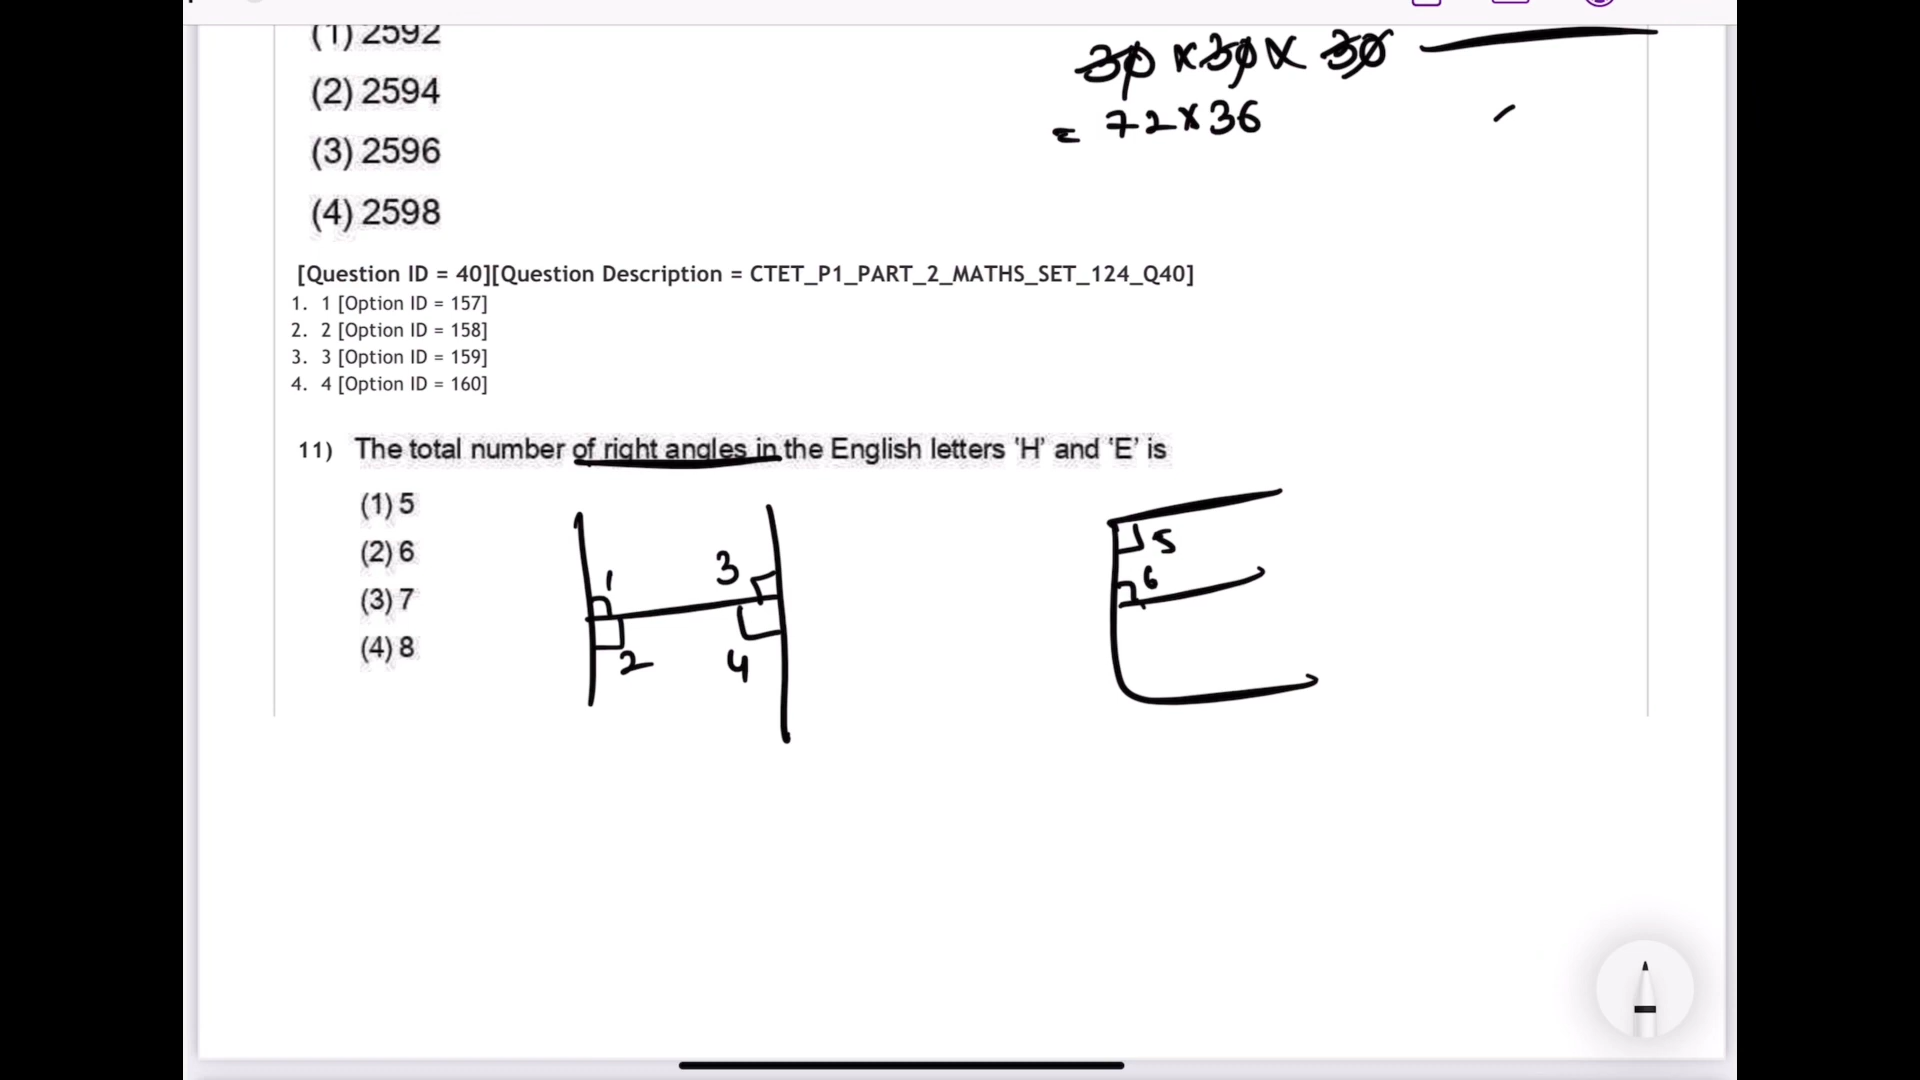 (1) 2592
(2) 2594
(3) 2596
(4) 2598
30 x 30 x 30
= 72 x 36
[Question ID = 40][Question Description = CTET_P1_PART_2_MATHS_SET_124_Q40]
1. 1 [Option ID = 157]
2. 2 [Option ID = 158]
3. 3 [Option ID = 159]
4. 4 [Option ID = 160]
11) The total number of right angles in the English letters 'H' and 'E' is
(1) 5
(2) 6
(3) 7
(4) 8
1
3
2
4
5
6